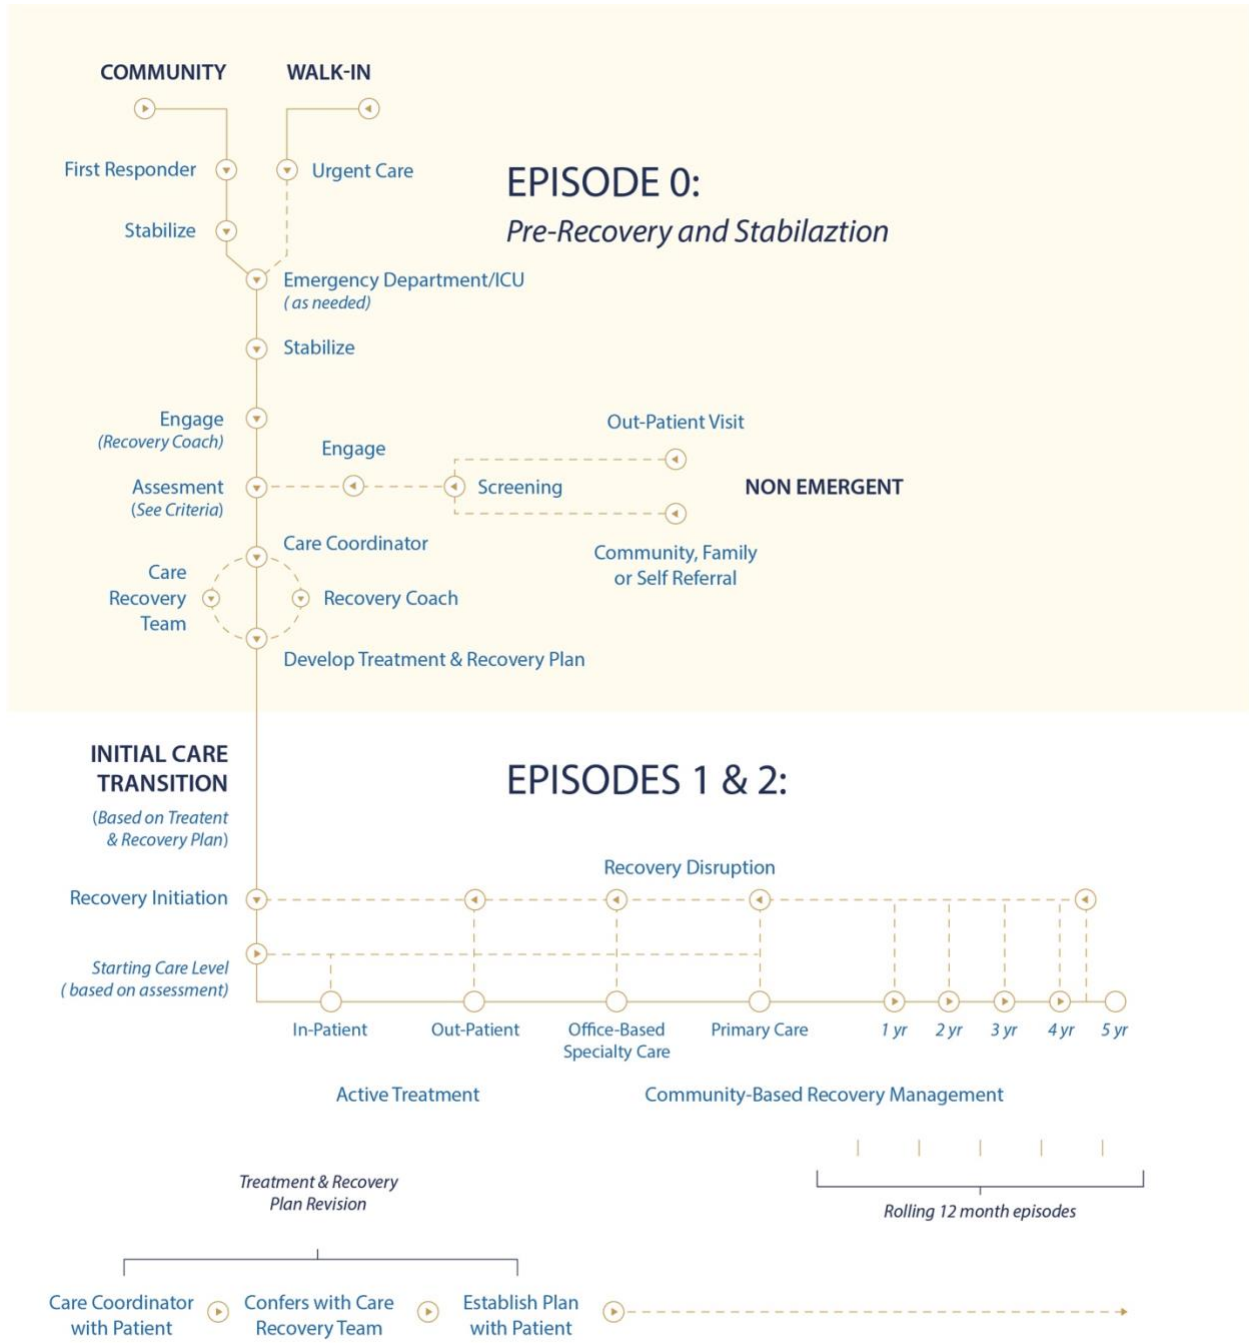 COMMUNITY
WALK-IN
First Responder
Urgent Care
EPISODE 0:
Pre-Recovery and Stabilaztion
Stabilize
Emergency Department/ICU
( as needed)
Stabilize
Engage
(Recovery Coach)
Out-Patient Visit
Engage
Assesment
(See Criteria)
Screening
NON EMERGENT
Care Coordinator
Community, Family
or Self Referral
Care
Recovery
Team
Recovery Coach
Develop Treatment & Recovery Plan
INITIAL CARE
TRANSITION
(Based on Treatent
& Recovery Plan)
EPISODES 1 & 2:
Recovery Disruption
Recovery Initiation
Starting Care Level
( based on assessment)
In-Patient
Out-Patient
Office-Based
Specialty Care
Primary Care
1 yr
2 yr
3 yr
4 yr
5 yr
Active Treatment
Community-Based Recovery Management
Treatment & Recovery
Plan Revision
Rolling 12 month episodes
Care Coordinator
with Patient
Confers with Care
Recovery Team
Establish Plan
with Patient